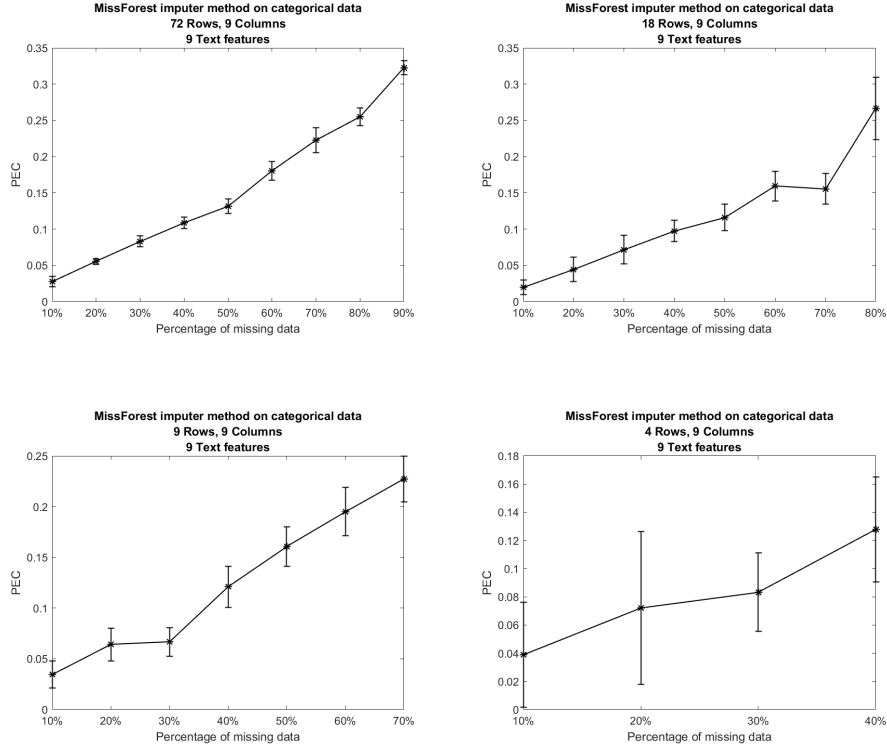 MissForest imputer method on categorical data
72 Rows, 9 Columns
9 Text features
0.35
0.3
0.25
0.2
0.15
0.1
0.05
0
PEC
10% 20% 30% 40% 50% 60% 70% 80% 90%
Percentage of missing data
MissForest imputer method on categorical data
18 Rows, 9 Columns
9 Text features
0.35
0.3
0.25
0.2
0.15
0.1
0.05
0
PEC
10% 20% 30% 40% 50% 60% 70% 80%
Percentage of missing data
MissForest imputer method on categorical data
9 Rows, 9 Columns
9 Text features
0.25
0.2
0.15
0.1
0.05
0
PEC
10% 20% 30% 40% 50% 60% 70%
Percentage of missing data
MissForest imputer method on categorical data
4 Rows, 9 Columns
9 Text features
0.18
0.16
0.14
0.12
0.1
0.08
0.06
0.04
0.02
0
PEC
10% 20% 30% 40%
Percentage of missing data